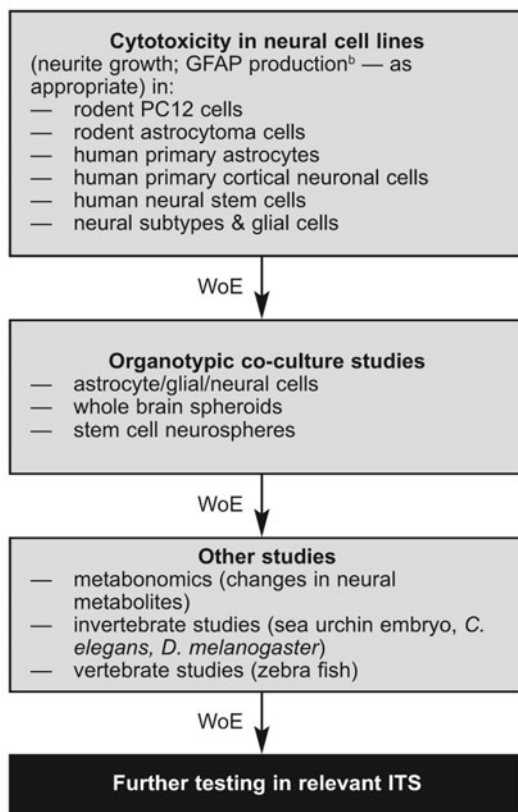 Cytotoxicity in neural cell lines
(neurite growth; GFAP productionᵇ — as
appropriate) in:
— rodent PC12 cells
— rodent astrocytoma cells
— human primary astrocytes
— human primary cortical neuronal cells
— human neural stem cells
— neural subtypes & glial cells
WoE
Organotypic co-culture studies
— astrocyte/glial/neural cells
— whole brain spheroids
— stem cell neurospheres
WoE
Other studies
— metabonomics (changes in neural
metabolites)
— invertebrate studies (sea urchin embryo, C.
elegans, D. melanogaster)
— vertebrate studies (zebra fish)
WoE
Further testing in relevant ITS